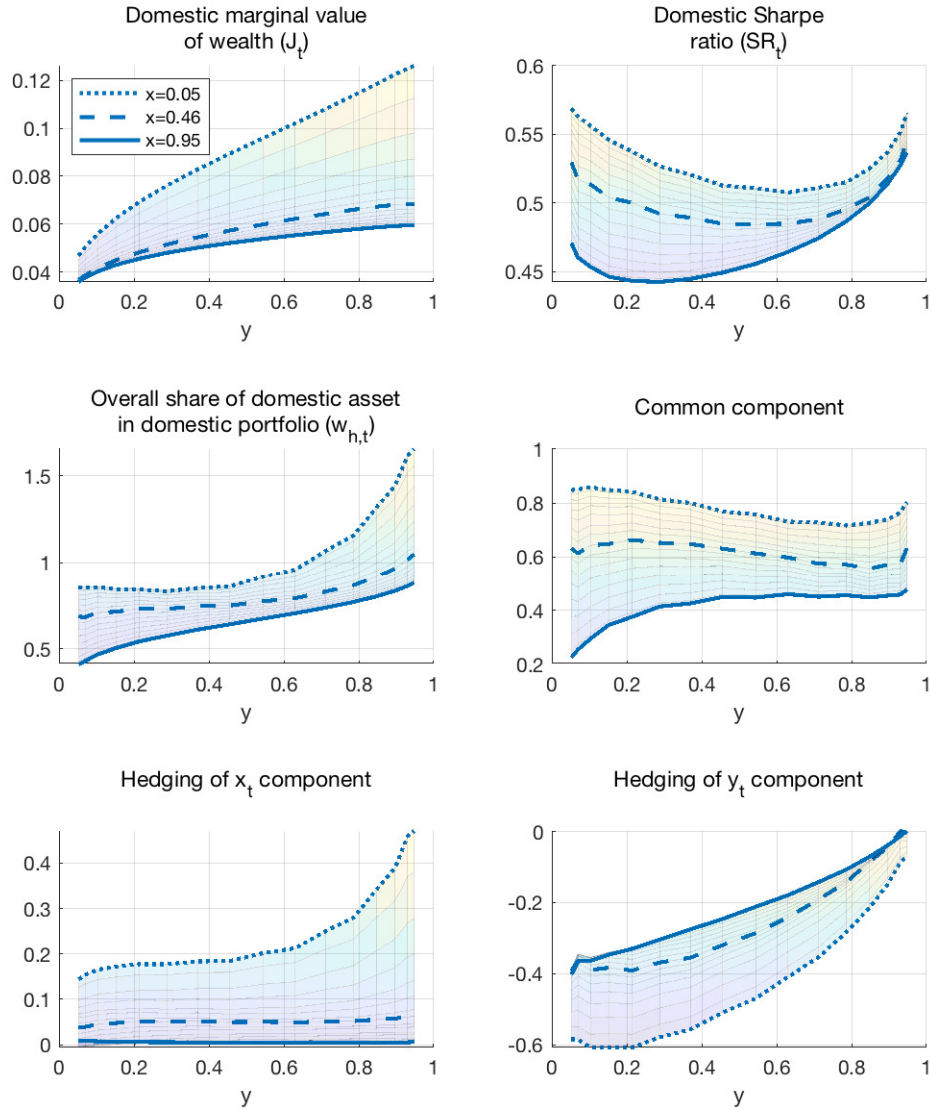 Domestic marginal value
of wealth (J_t)
0.12
0.1
0.08
0.06
0.04
x=0.05
x=0.46
x=0.95
0 0.2 0.4 0.6 0.8 1
y
Domestic Sharpe
ratio (SR_t)
0.6
0.55
0.5
0.45
0 0.2 0.4 0.6 0.8 1
y
Overall share of domestic asset
in domestic portfolio (w_h,t)
1.5
1
0.5
0 0.2 0.4 0.6 0.8 1
y
Common component
1
0.8
0.6
0.4
0.2
0 0.2 0.4 0.6 0.8 1
y
Hedging of x_t component
0.4
0.3
0.2
0.1
0
0 0.2 0.4 0.6 0.8 1
y
Hedging of y_t component
0
-0.2
-0.4
-0.6
0 0.2 0.4 0.6 0.8 1
y